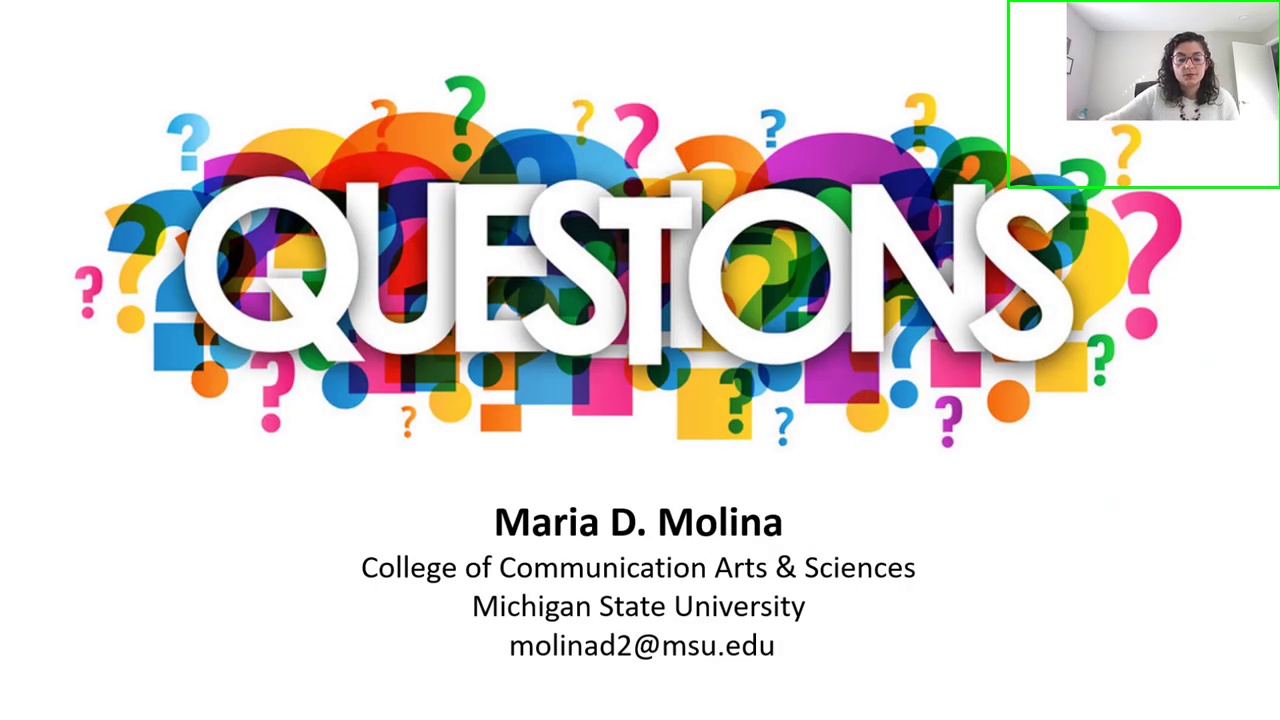 QUESTIONS
Maria D. Molina
College of Communication Arts & Sciences
Michigan State University
molinad2@msu.edu